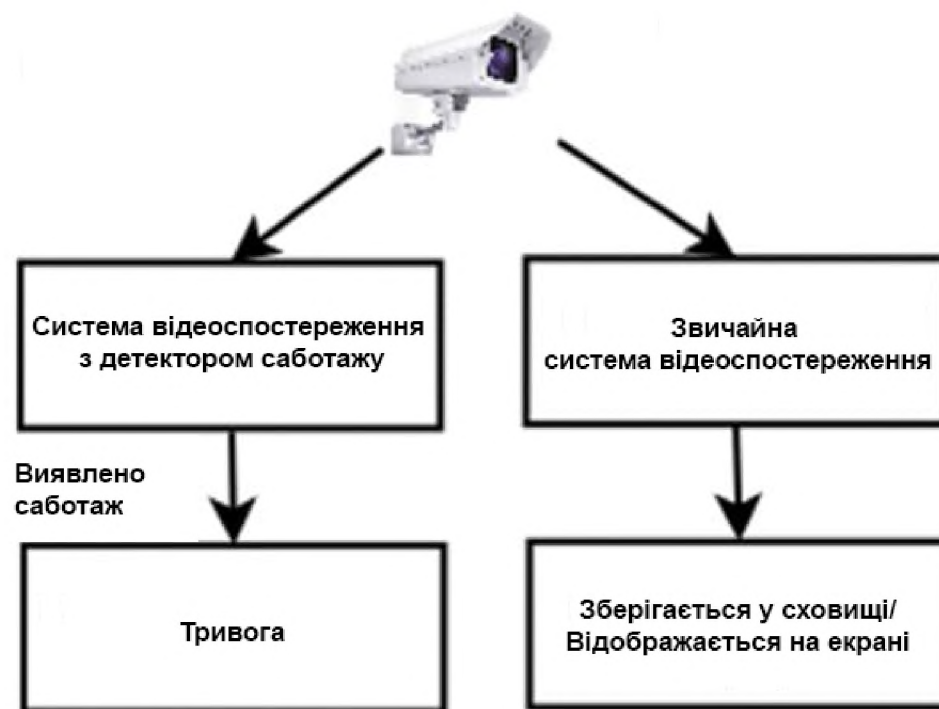 Система відеоспостереження
з детектором саботажу
Звичайна
система відеоспостереження
Виявлено
саботаж
Тривога
Зберігається у сховищі/
Відображається на екрані